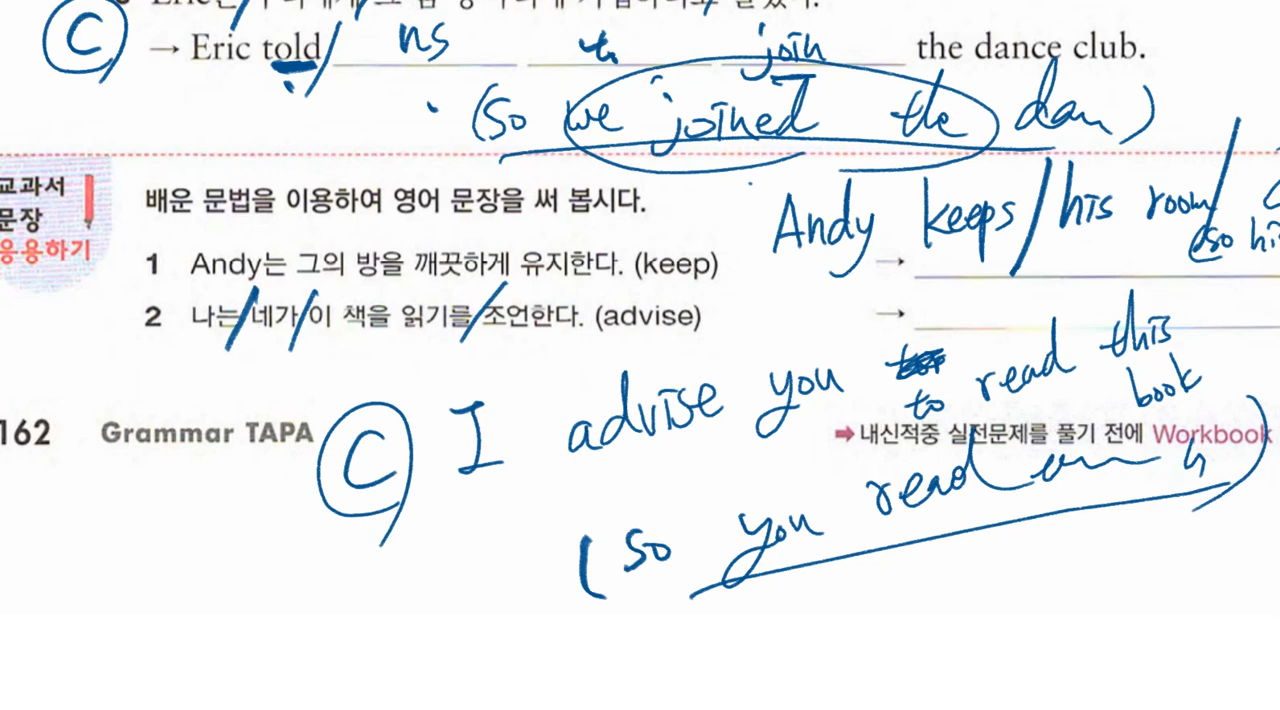 C → Eric told us to join the dance club.
(so we joined the dan)
교과서
문장
응용하기
배운 문법을 이용하여 영어 문장을 써 봅시다.
Andy keeps / his room /
so hi
1 Andy는 그의 방을 깨끗하게 유지한다. (keep) →
2 나는/네가/이 책을 읽기를/조언한다. (advise) →
C I advise you to read this book
162 Grammar TAPA
➡내신적중 실전문제를 풀기 전에 Workbook
(so you read